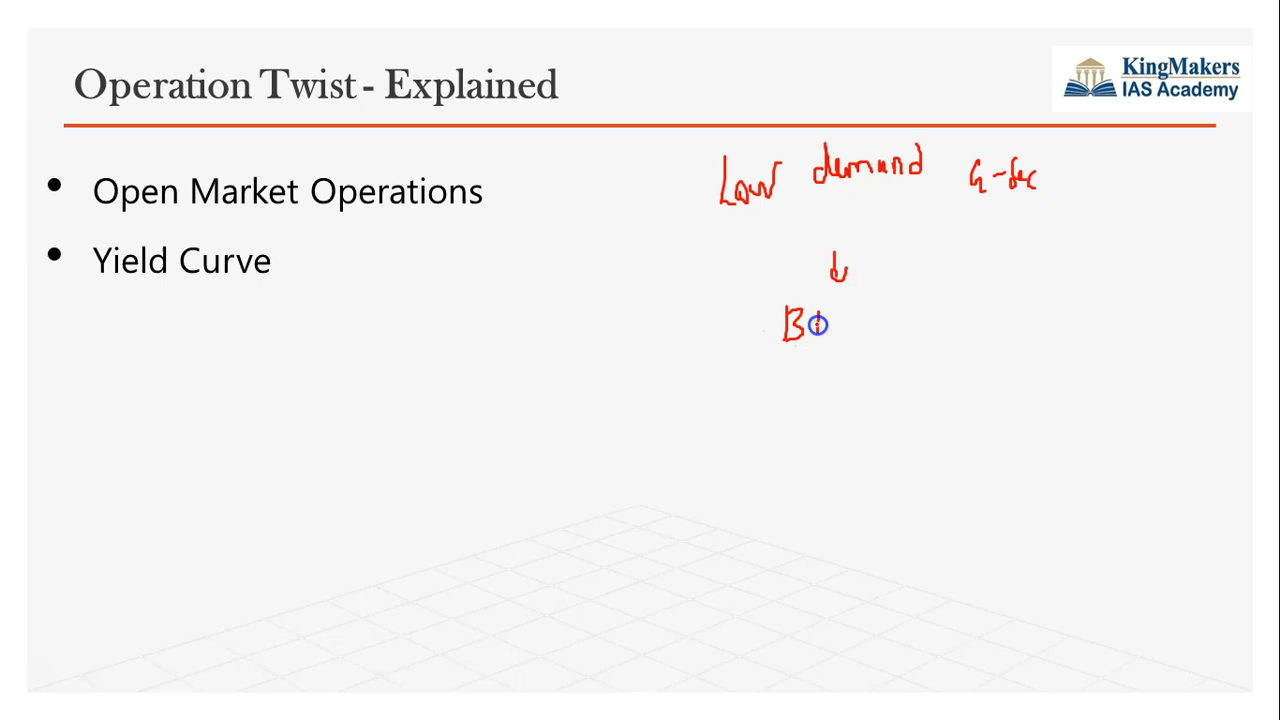 Operation Twist - Explained
KingMakers
IAS Academy
• Open Market Operations
• Yield Curve
Low demand G-Sec
↓
B